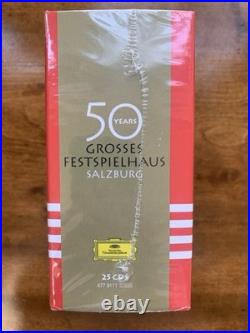 50
YEARS
GROSSES
FESTSPIELHAUS
SALZBURG
25 CDS